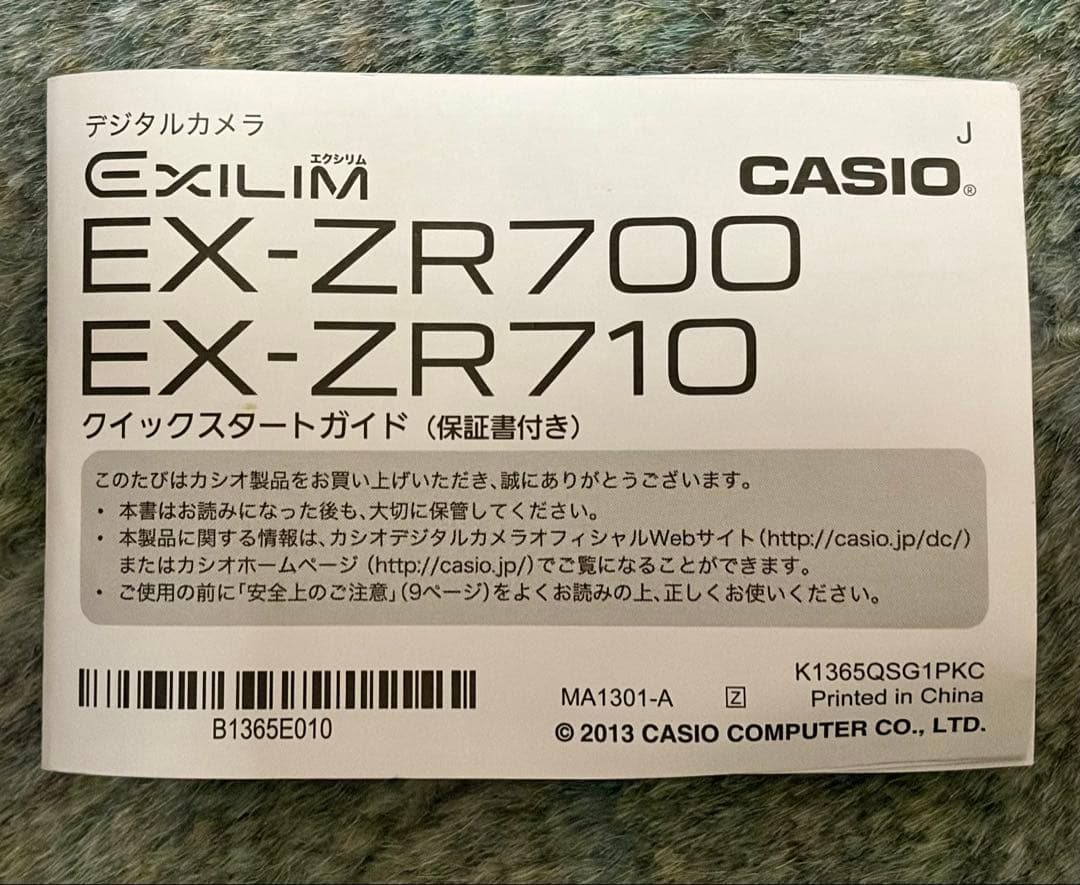 デジタルカメラ
J
エクシリム
EXILIM
CASIO®
EX-ZR700
EX-ZR710
クイックスタートガイド（保証書付き）
このたびはカシオ製品をお買い上げいただき、誠にありがとうございます。
・ 本書はお読みになった後も、大切に保管してください。
・ 本製品に関する情報は、カシオデジタルカメラオフィシャルWebサイト（http://casio.jp/dc/）
またはカシオホームページ（http://casio.jp/）でご覧になることができます。
・ ご使用の前に「安全上のご注意」（9ページ）をよくお読みの上、正しくお使いください。
B1365E010
MA1301-A
Z
K1365QSG1PKC
Printed in China
© 2013 CASIO COMPUTER CO., LTD.